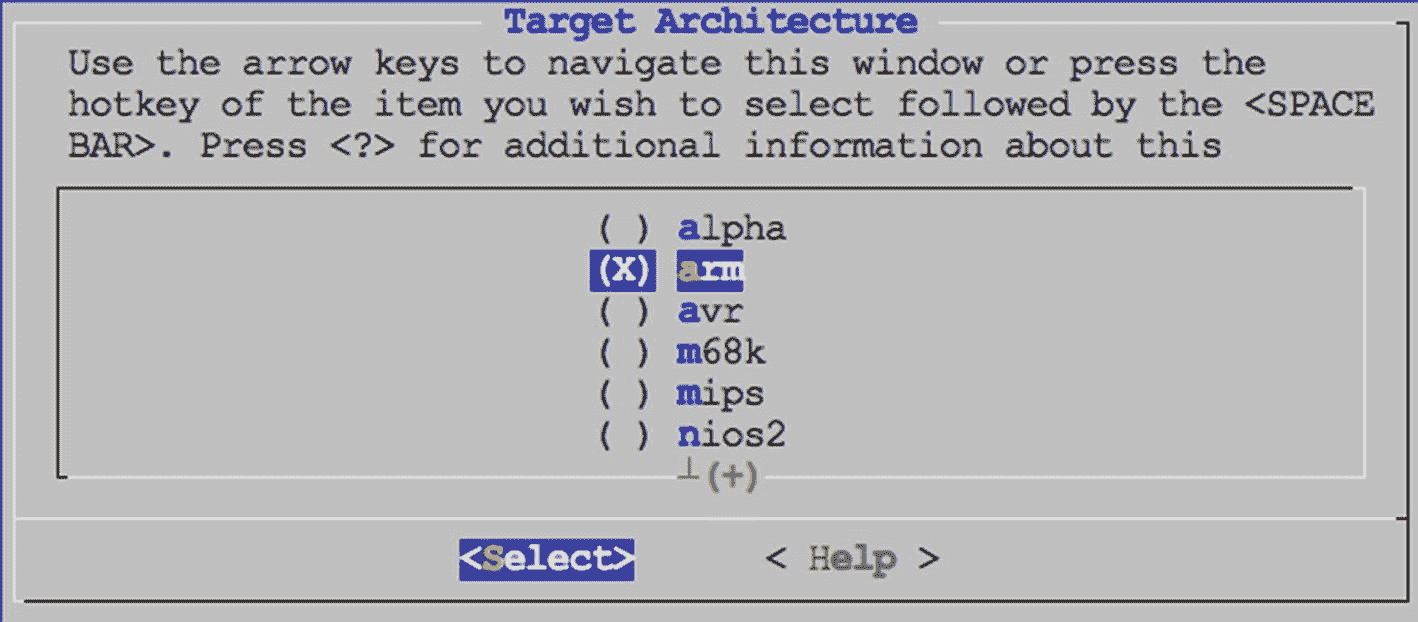 Target Architecture
Use the arrow keys to navigate this window or press the
hotkey of the item you wish to select followed by the <SPACE
BAR>. Press <?> for additional information about this
( ) alpha
(X) arm
( ) avr
( ) m68k
( ) mips
( ) nios2
┴(+)
<Select> < Help >